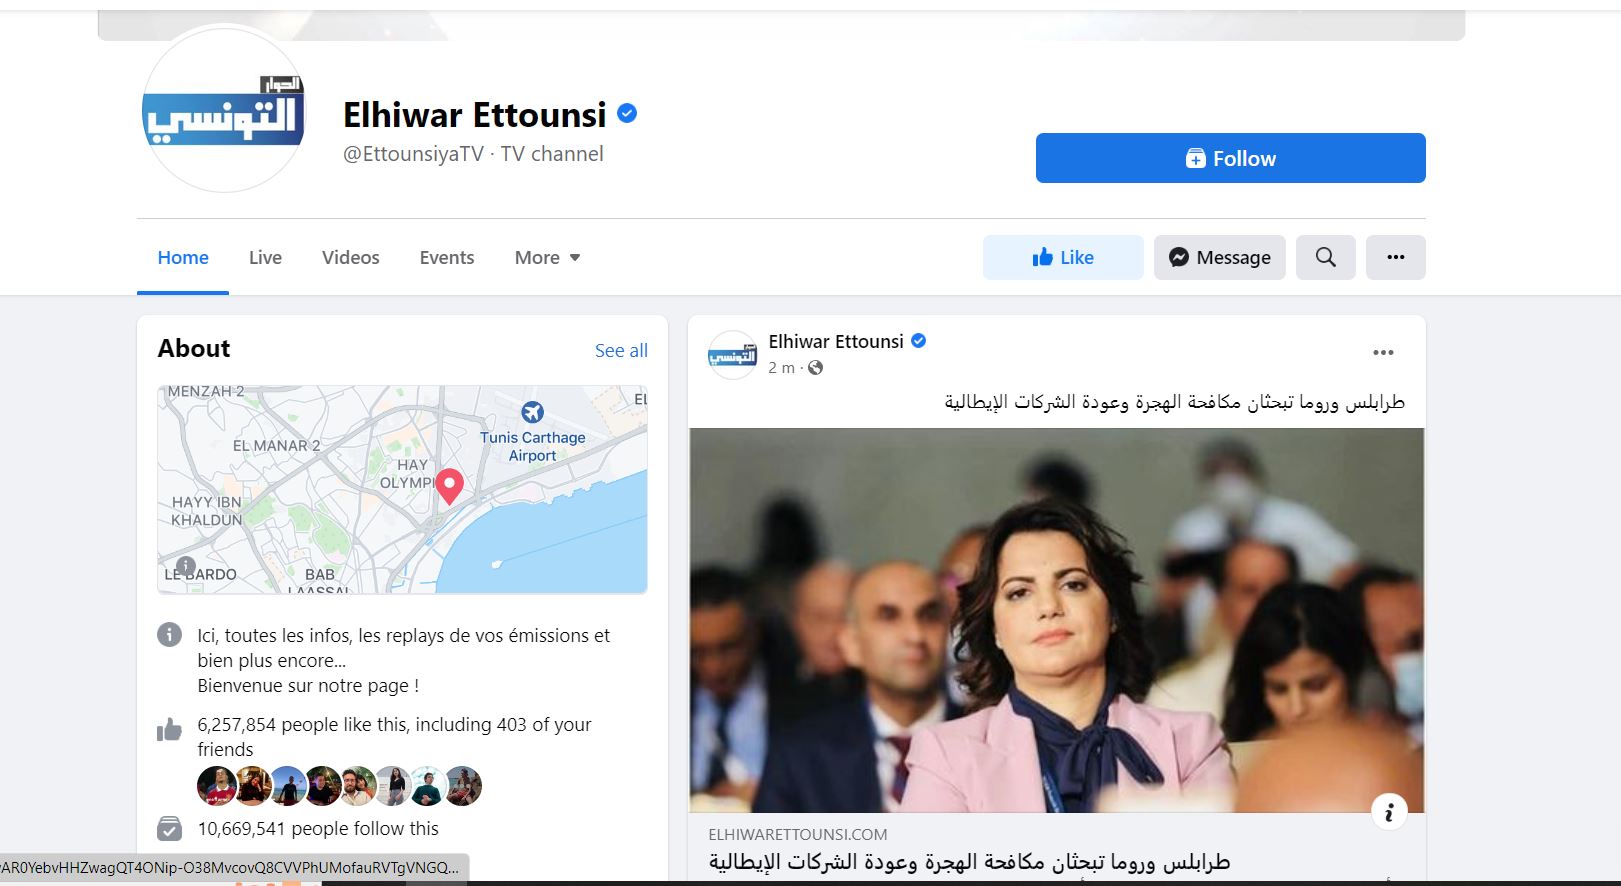 الحوار
التونسي
Elhiwar Ettounsi
@EttounsiyaTV · TV channel
Follow
Home
Live
Videos
Events
More
Like
Message
About
See all
MENZAH 2
EL MANAR 2
Tunis Carthage
Airport
HAY
OLYMPI
HAYY IBN
KHALDUN
LE BARDO
BAB
LAASSAL
EL
Ici, toutes les infos, les replays de vos émissions et
bien plus encore...
Bienvenue sur notre page !
6,257,854 people like this, including 403 of your
friends
10,669,541 people follow this
AR0YebvHHZwagQT4ONip-O38MvcovQ8CVVPhUMofauRVTgVNGQ...
Elhiwar Ettounsi
2 m ·
طرابلس وروما تبحثان مكافحة الهجرة وعودة الشركات الإيطالية
ELHIWARETTOUNSI.COM
طرابلس وروما تبحثان مكافحة الهجرة وعودة الشركات الإيطالية